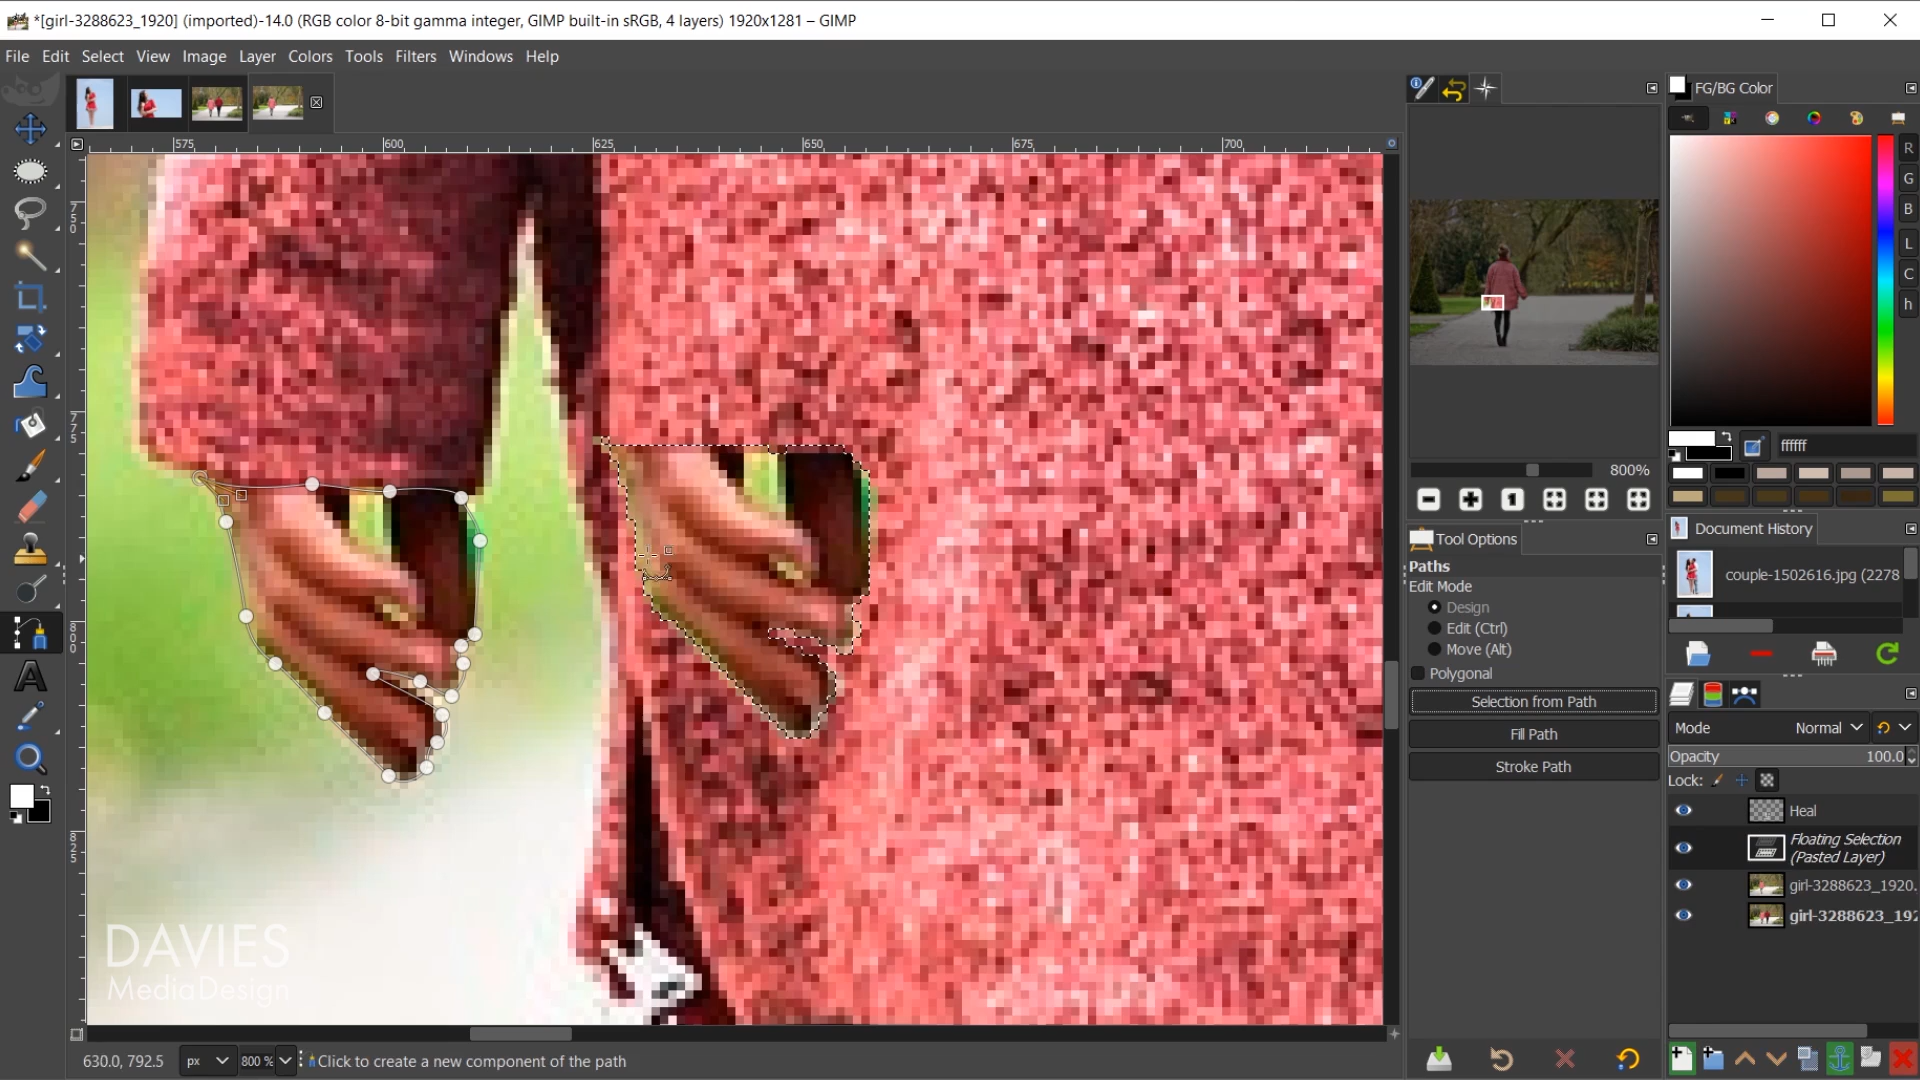 *[girl-3288623_1920] (imported)-14.0 (RGB color 8-bit gamma integer, GIMP built-in sRGB, 4 layers) 1920x1281 – GIMP
File Edit Select View Image Layer Colors Tools Filters Windows Help
FG/BG Color
575 600 625 650 675 700
750
775
800
825
R
G
B
L
C
h
800%
ffffff
Tool Options
Paths
Edit Mode
Design
Edit (Ctrl)
Move (Alt)
Polygonal
Selection from Path
Fill Path
Stroke Path
Document History
couple-1502616.jpg (2278
Mode Normal
Opacity 100.0
Lock:
Heal
Floating Selection
(Pasted Layer)
girl-3288623_1920.
girl-3288623_192
DAVIES
MediaDesign
630.0, 792.5 px 800 % Click to create a new component of the path